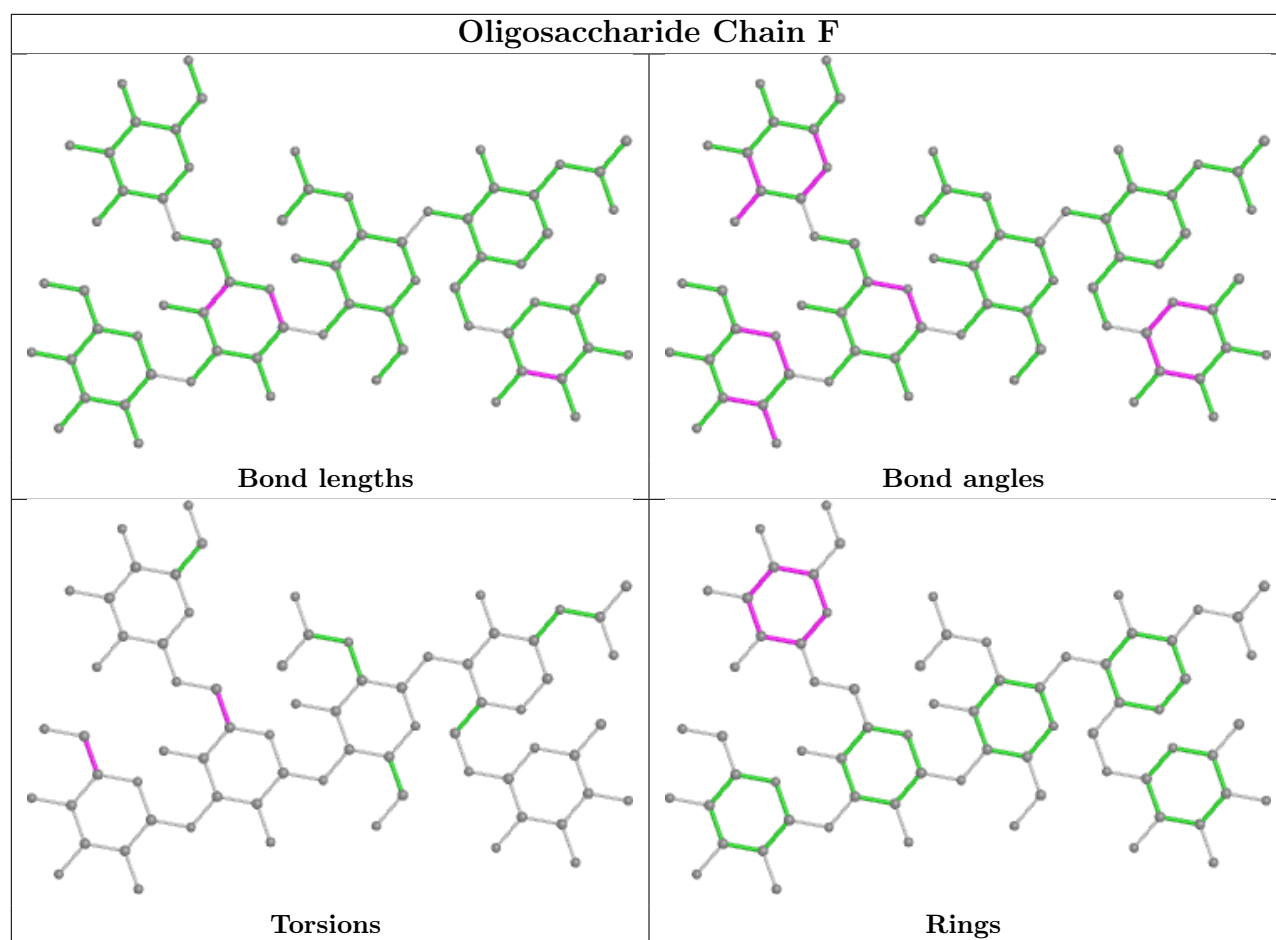 Oligosaccharide Chain F
Bond lengths
Bond angles
Torsions
Rings